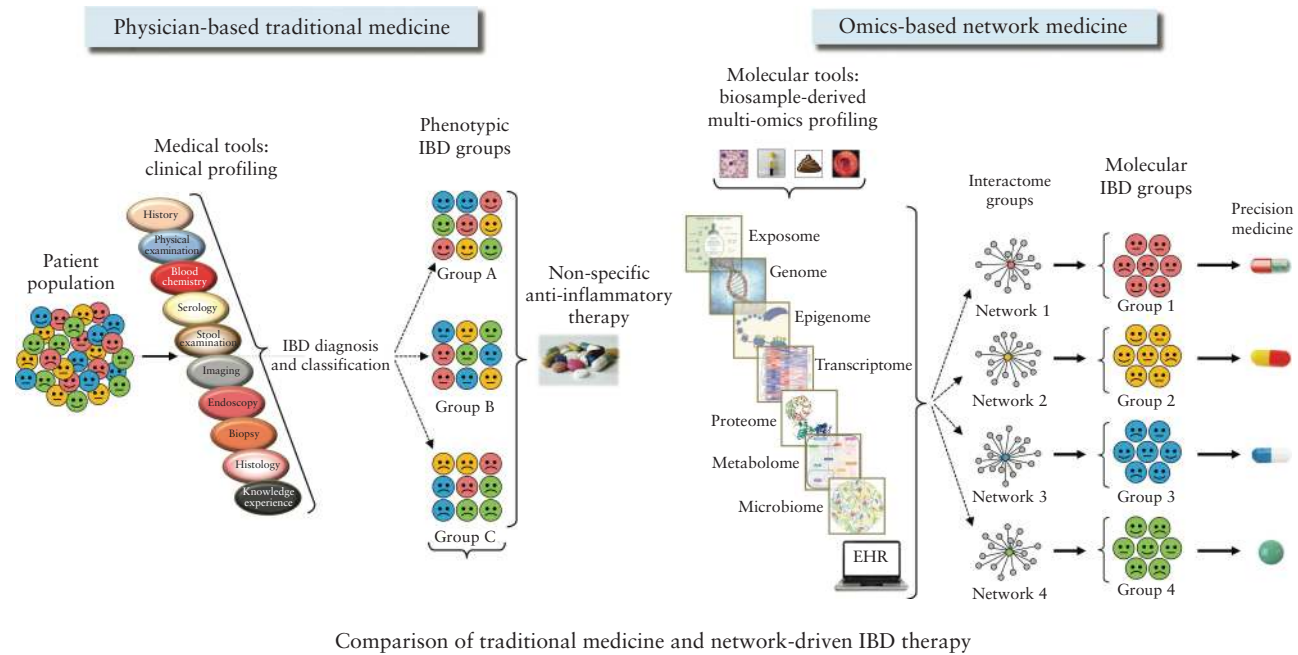 Physician-based traditional medicine
Medical tools:
clinical profiling
Patient
population
History
Physical
examination
Blood
chemistry
Serology
Stool
examination
Imaging
Endoscopy
Biopsy
Histology
Knowledge
experience
IBD diagnosis
and classification
Phenotypic
IBD groups
Group A
Group B
Group C
Non-specific
anti-inflammatory
therapy
Omics-based network medicine
Molecular tools:
biosample-derived
multi-omics profiling
Exposome
Genome
Epigenome
Transcriptome
Proteome
Metabolome
Microbiome
EHR
Interactome
groups
Network 1
Network 2
Network 3
Network 4
Molecular
IBD groups
Group 1
Group 2
Group 3
Group 4
Precision
medicine
Comparison of traditional medicine and network-driven IBD therapy